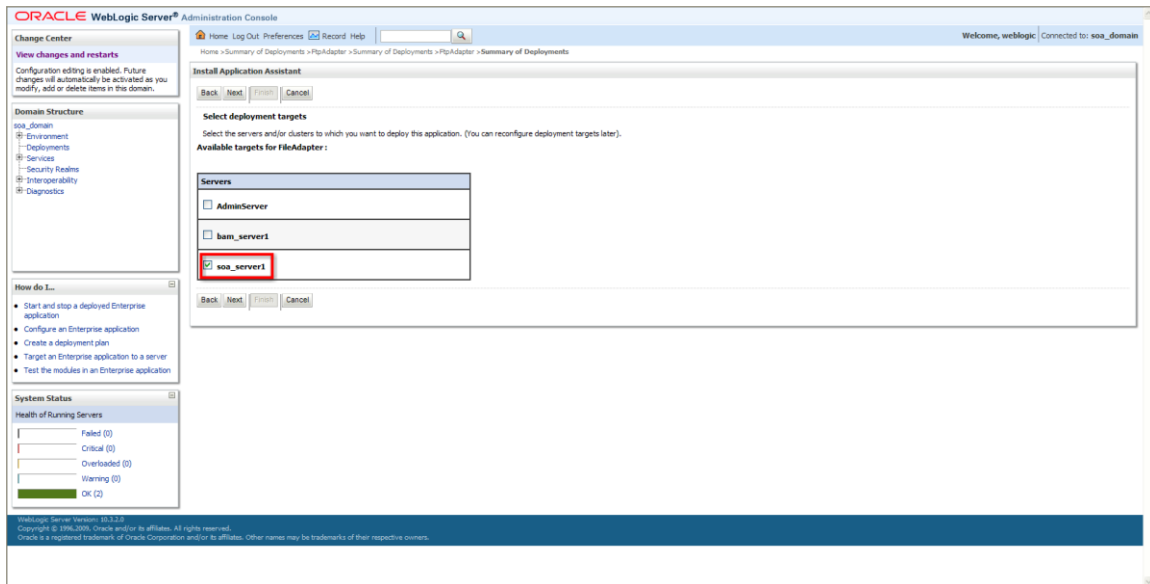 ORACLE WebLogic Server® Administration Console
Change Center
View changes and restarts
Configuration editing is enabled. Future
changes will automatically be activated as you
modify, add or delete items in this domain.
Domain Structure
soa_domain
Environment
Deployments
Services
Security Realms
Interoperability
Diagnostics
How do I...
Start and stop a deployed Enterprise
application
Configure an Enterprise application
Create a deployment plan
Target an Enterprise application to a server
Test the modules in an Enterprise application
System Status
Health of Running Servers
Failed (0)
Critical (0)
Overloaded (0)
Warning (0)
OK (2)
Home Log Out Preferences Record Help
Welcome, weblogic Connected to: soa_domain
Home >Summary of Deployments >FtpAdapter >Summary of Deployments >FtpAdapter >Summary of Deployments
Install Application Assistant
Back Next Finish Cancel
Select deployment targets
Select the servers and/or clusters to which you want to deploy this application. (You can reconfigure deployment targets later).
Available targets for FileAdapter :
Servers
AdminServer
bam_server1
soa_server1
Back Next Finish Cancel
WebLogic Server Version: 10.3.2.0
Copyright © 1996,2009, Oracle and/or its affiliates. All rights reserved.
Oracle is a registered trademark of Oracle Corporation and/or its affiliates. Other names may be trademarks of their respective owners.